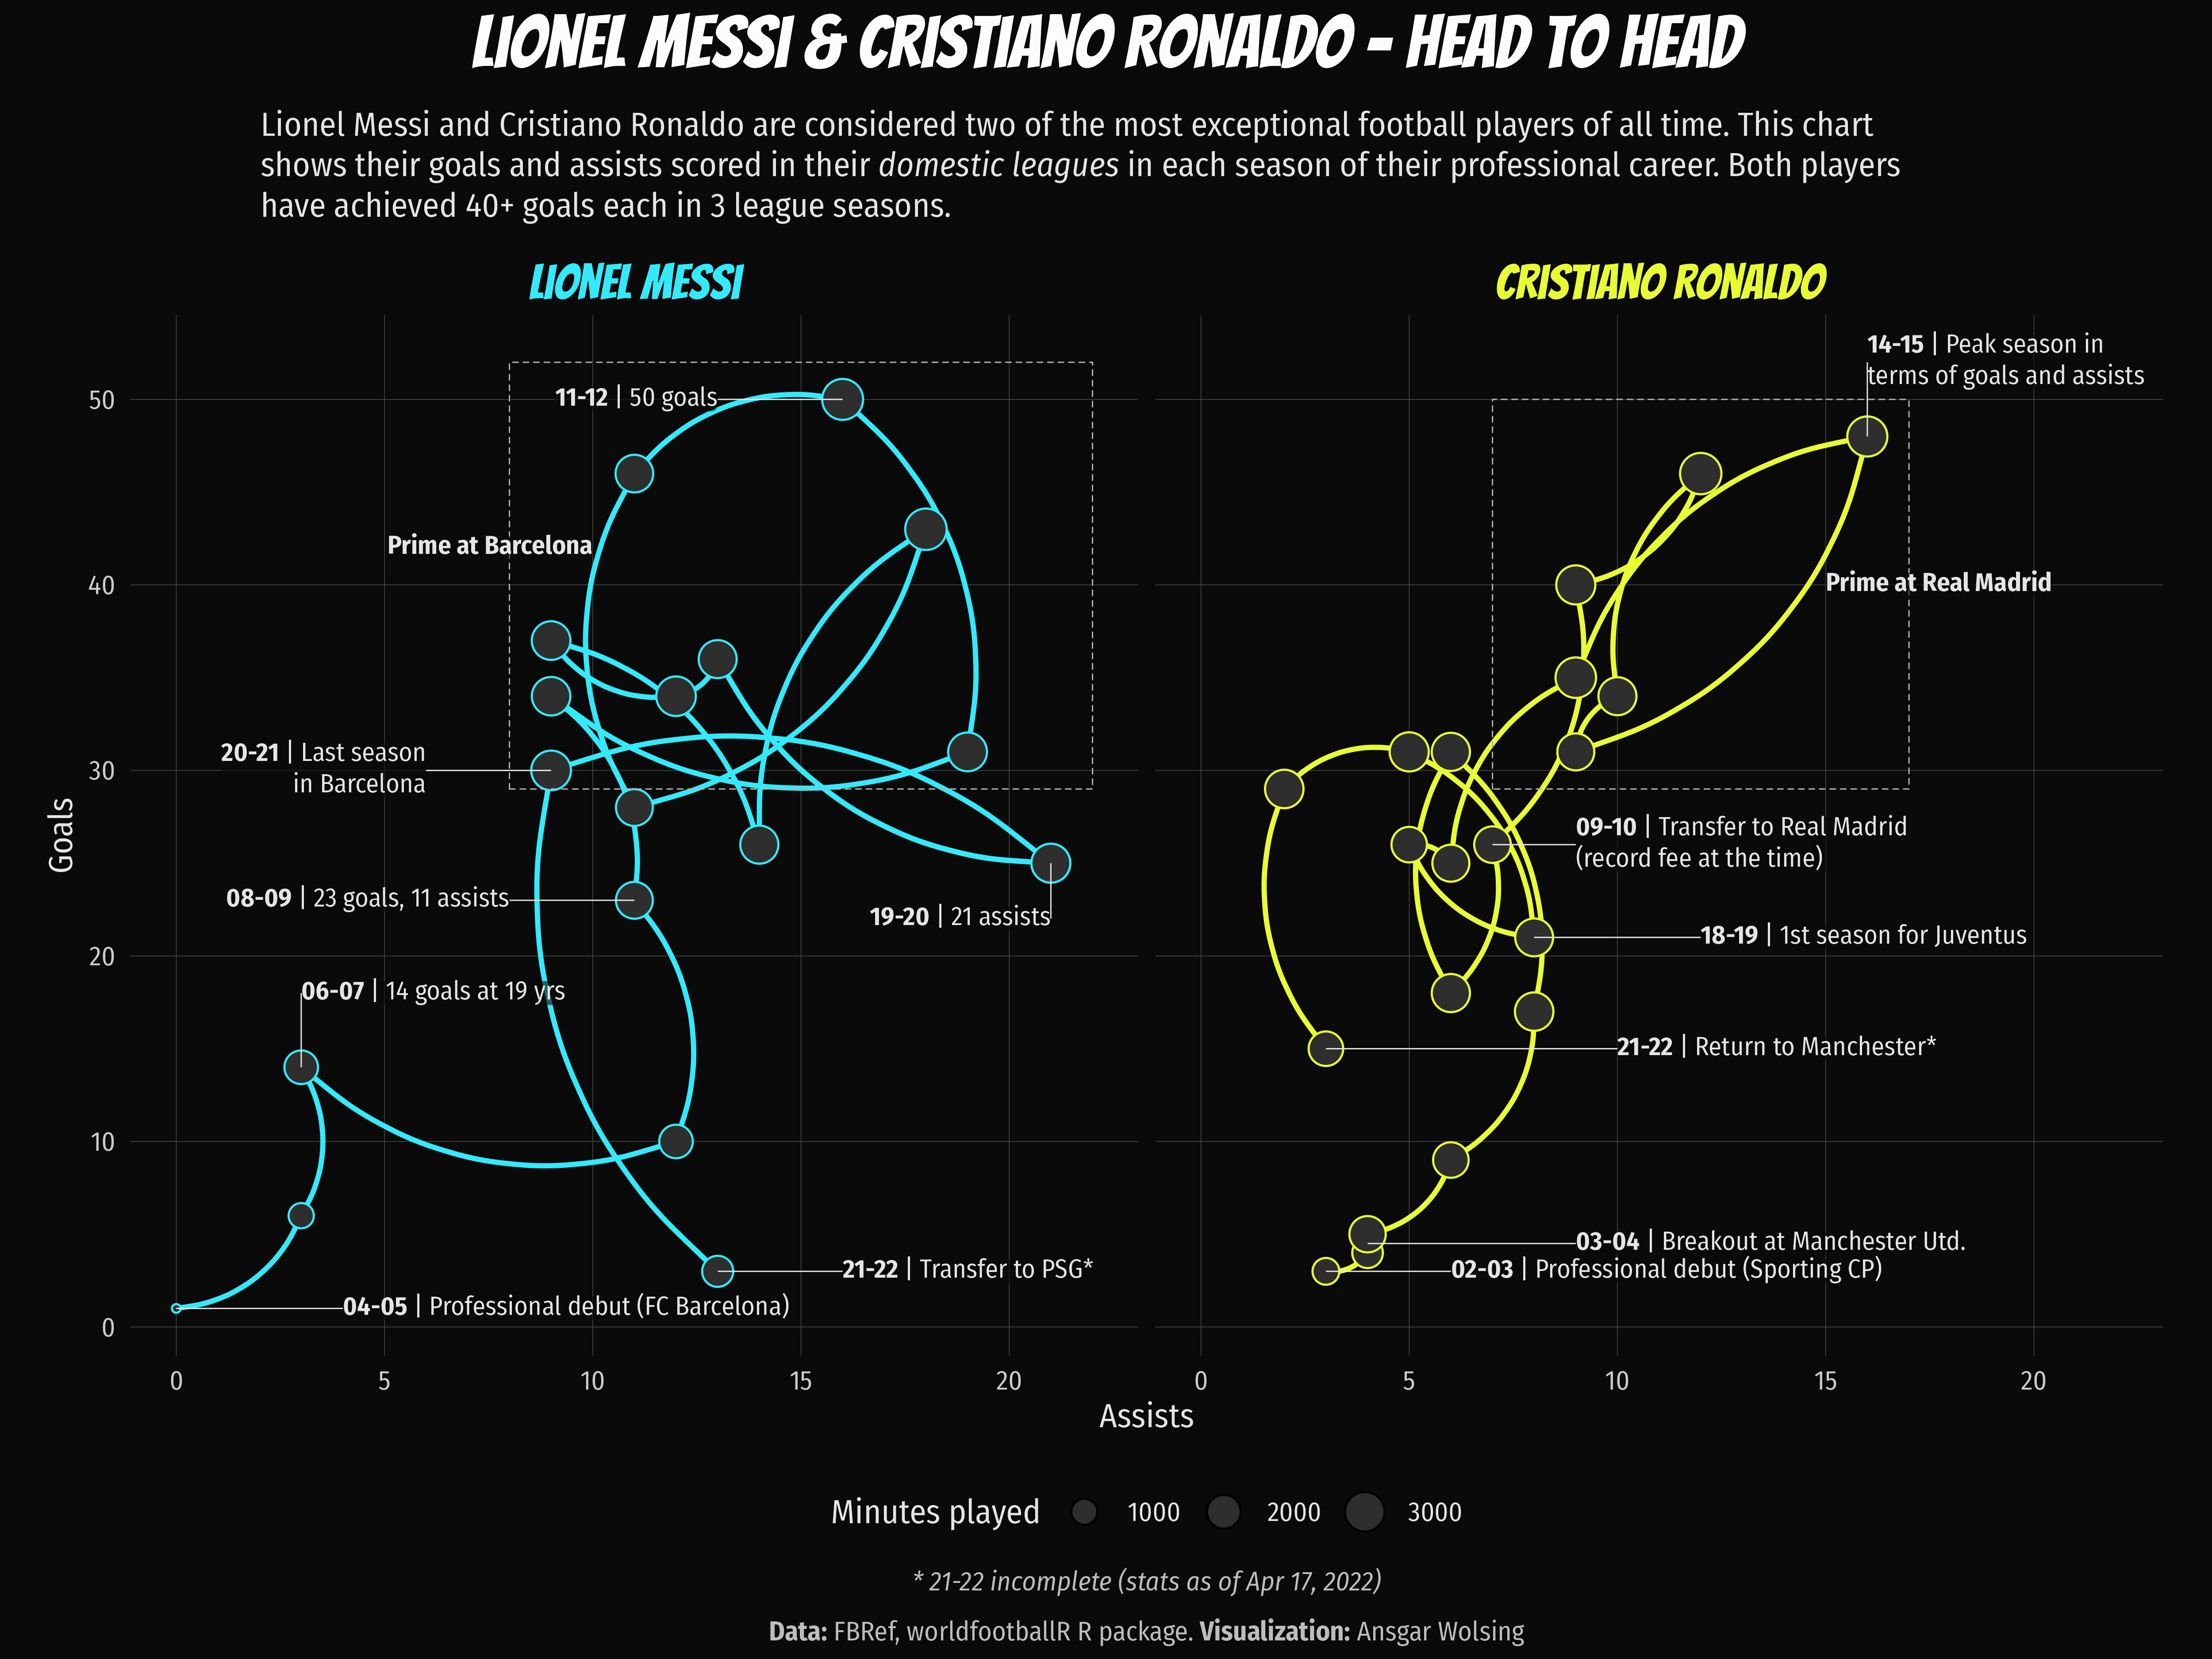 LIONEL MESSI & CRISTIANO RONALDO - HEAD TO HEAD
Lionel Messi and Cristiano Ronaldo are considered two of the most exceptional football players of all time. This chart
shows their goals and assists scored in their domestic leagues in each season of their professional career. Both players
have achieved 40+ goals each in 3 league seasons.
LIONEL MESSI
50
40
30
20
10
0
Goals
11-12 | 50 goals
Prime at Barcelona
20-21 | Last season
in Barcelona
08-09 | 23 goals, 11 assists
19-20 | 21 assists
06-07 | 14 goals at 19 yrs
21-22 | Transfer to PSG*
04-05 | Professional debut (FC Barcelona)
0 5 10 15 20
CRISTIANO RONALDO
14-15 | Peak season in
terms of goals and assists
Prime at Real Madrid
09-10 | Transfer to Real Madrid
(record fee at the time)
18-19 | 1st season for Juventus
21-22 | Return to Manchester*
03-04 | Breakout at Manchester Utd.
02-03 | Professional debut (Sporting CP)
0 5 10 15 20
Assists
Minutes played 1000 2000 3000
* 21-22 incomplete (stats as of Apr 17, 2022)
Data: FBRef, worldfootballR R package. Visualization: Ansgar Wolsing